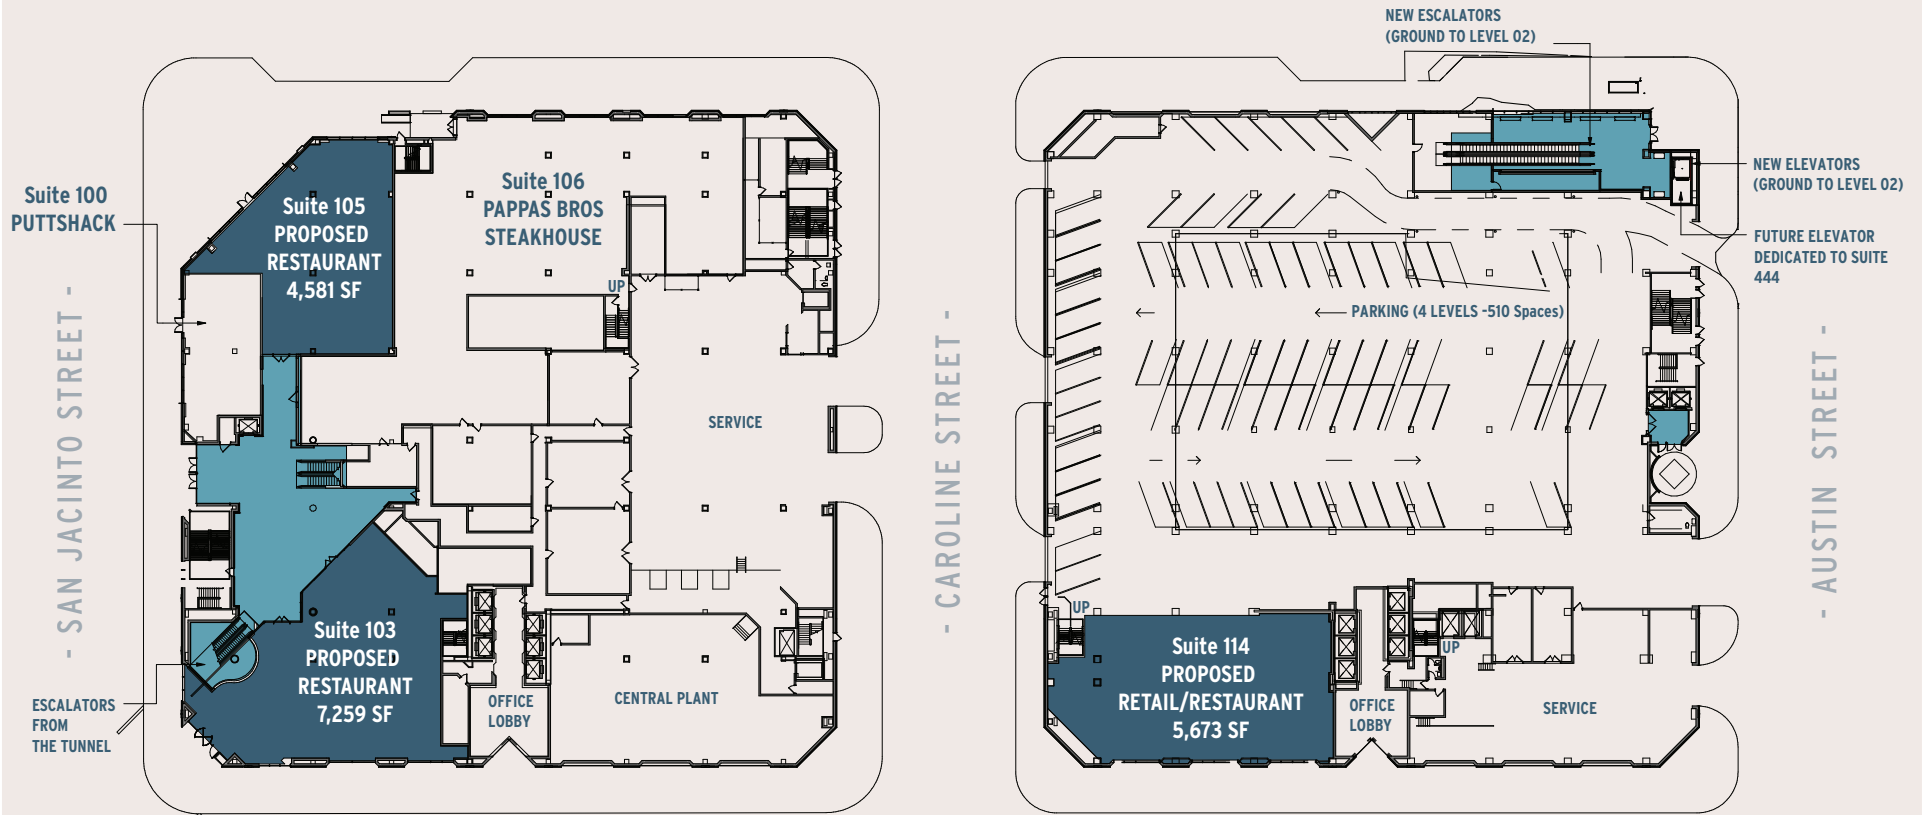 NEW ESCALATORS
(GROUND TO LEVEL 02)
Suite 100
PUTTSHACK
Suite 105
PROPOSED
RESTAURANT
4,581 SF
Suite 106
PAPPAS BROS
STEAKHOUSE
UP
NEW ELEVATORS
(GROUND TO LEVEL 02)
FUTURE ELEVATOR
DEDICATED TO SUITE
444
PARKING (4 LEVELS -510 Spaces)
- SAN JACINTO STREET -
SERVICE
- CAROLINE STREET -
- AUSTIN STREET -
Suite 103
PROPOSED
RESTAURANT
7,259 SF
ESCALATORS
FROM
THE TUNNEL
OFFICE
LOBBY
CENTRAL PLANT
UP
Suite 114
PROPOSED
RETAIL/RESTAURANT
5,673 SF
UP
OFFICE
LOBBY
SERVICE